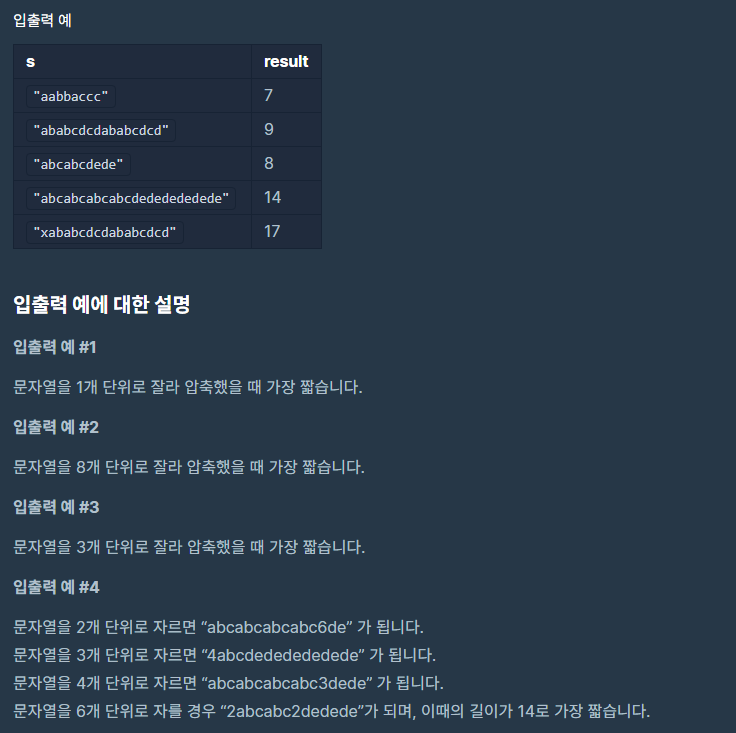 입출력 예
s result
"aabbaccc" 7
"ababcdcdababcdcd" 9
"abcabcdede" 8
"abcabcabcabcdededededede" 14
"xababcdcdababcdcd" 17
입출력 예에 대한 설명
입출력 예 #1
문자열을 1개 단위로 잘라 압축했을 때 가장 짧습니다.
입출력 예 #2
문자열을 8개 단위로 잘라 압축했을 때 가장 짧습니다.
입출력 예 #3
문자열을 3개 단위로 잘라 압축했을 때 가장 짧습니다.
입출력 예 #4
문자열을 2개 단위로 자르면 “abcabcabcabc6de” 가 됩니다.
문자열을 3개 단위로 자르면 “4abcdededededede” 가 됩니다.
문자열을 4개 단위로 자르면 “abcabcabcabc3dede” 가 됩니다.
문자열을 6개 단위로 자를 경우 “2abcabc2dedede”가 되며, 이때의 길이가 14로 가장 짧습니다.